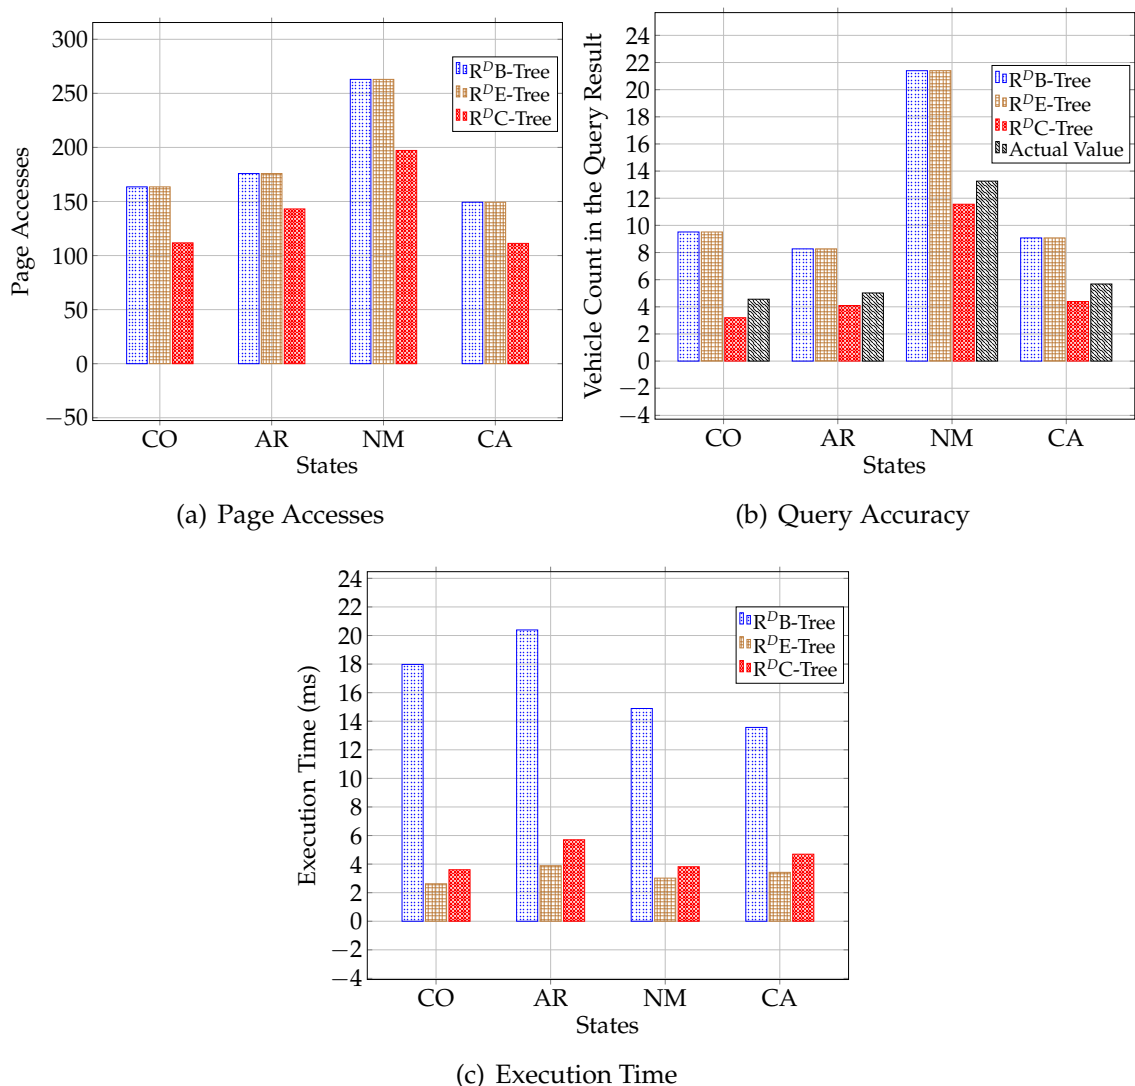 300
250
200
150
100
50
0
−50
Page Accesses
R^D B-Tree
R^D E-Tree
R^D C-Tree
CO AR NM CA
States
(a) Page Accesses
24
22
20
18
16
14
12
10
8
6
4
2
0
−2
−4
Vehicle Count in the Query Result
R^D B-Tree
R^D E-Tree
R^D C-Tree
Actual Value
CO AR NM CA
States
(b) Query Accuracy
24
22
20
18
16
14
12
10
8
6
4
2
0
−2
−4
Execution Time (ms)
R^D B-Tree
R^D E-Tree
R^D C-Tree
CO AR NM CA
States
(c) Execution Time